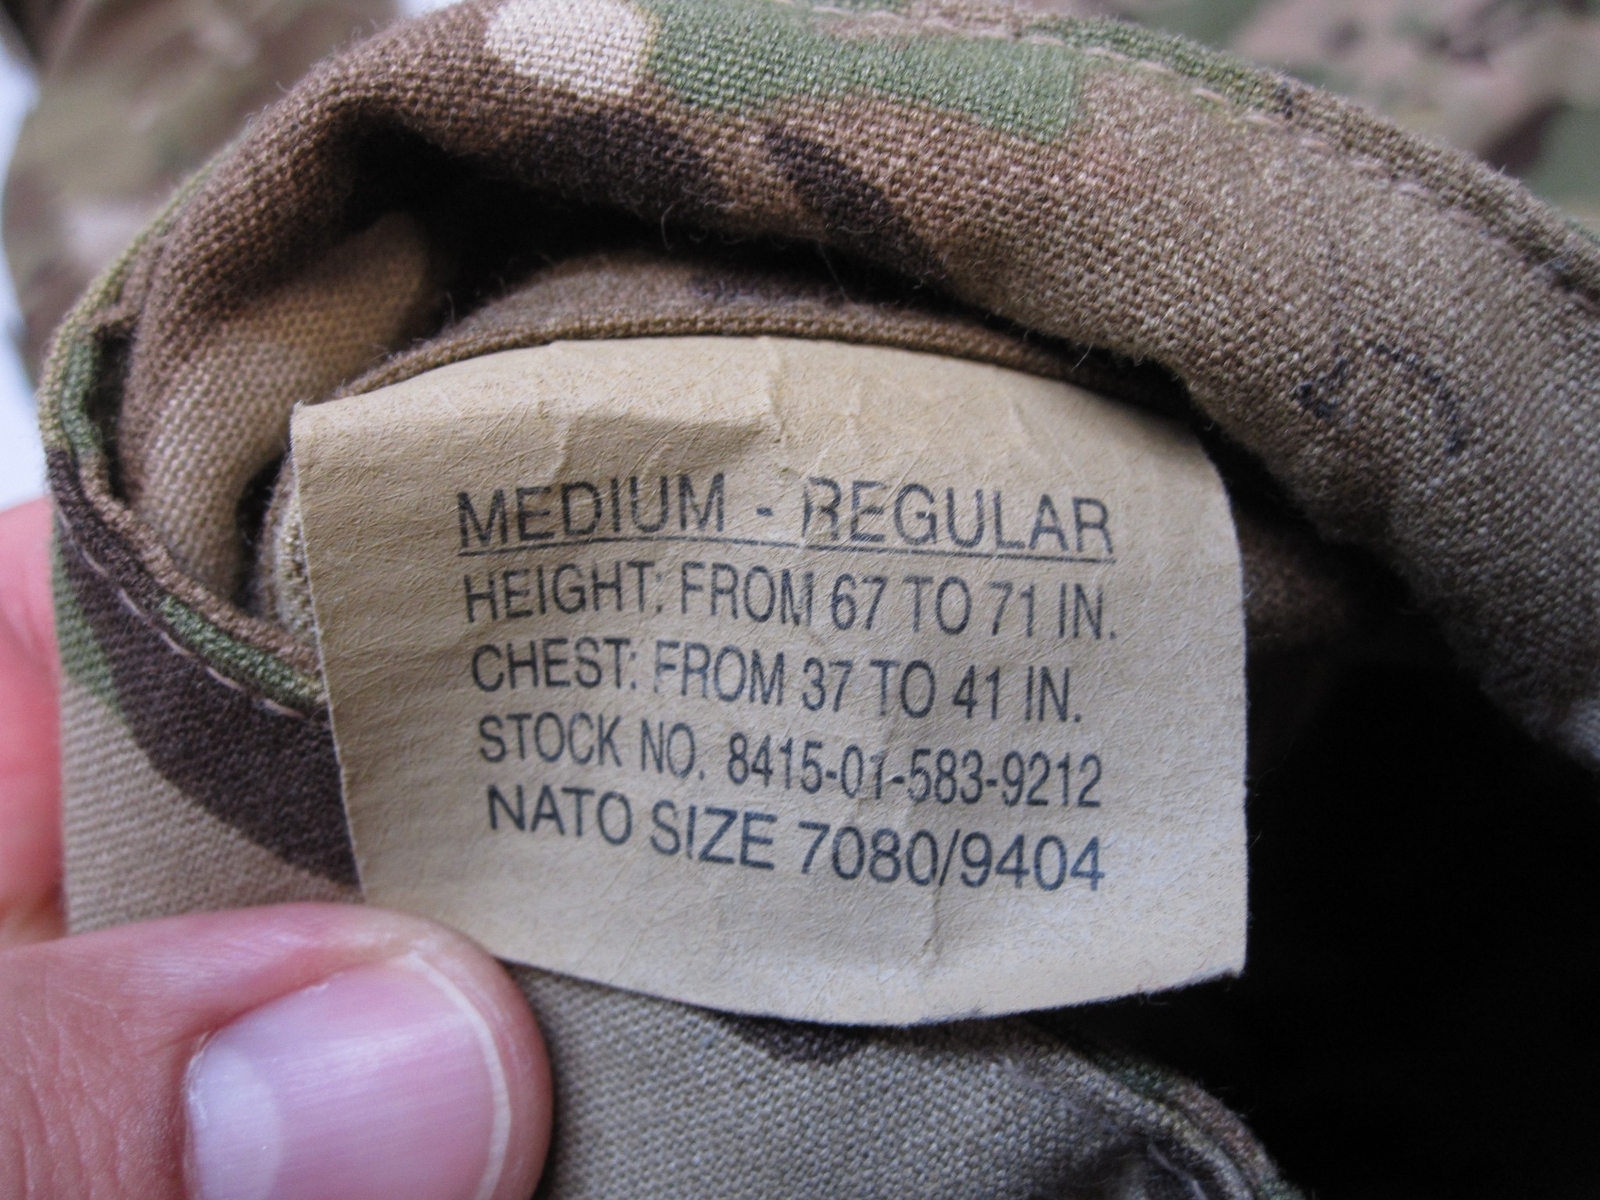 MEDIUM - REGULAR
HEIGHT: FROM 67 TO 71 IN.
CHEST: FROM 37 TO 41 IN.
STOCK NO. 8415-01-583-9212
NATO SIZE 7080/9404